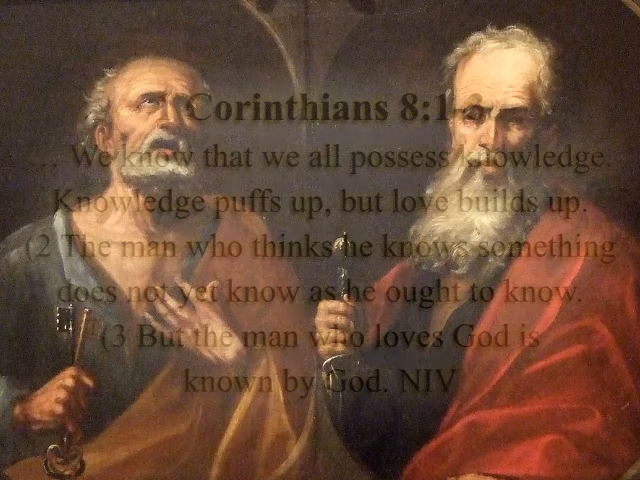 Corinthians 8:1
... We know that we all possess knowledge.
Knowledge puffs up, but love builds up.
(2 The man who thinks he knows something
does not yet know as he ought to know.
(3 But the man who loves God is
known by God. NIV